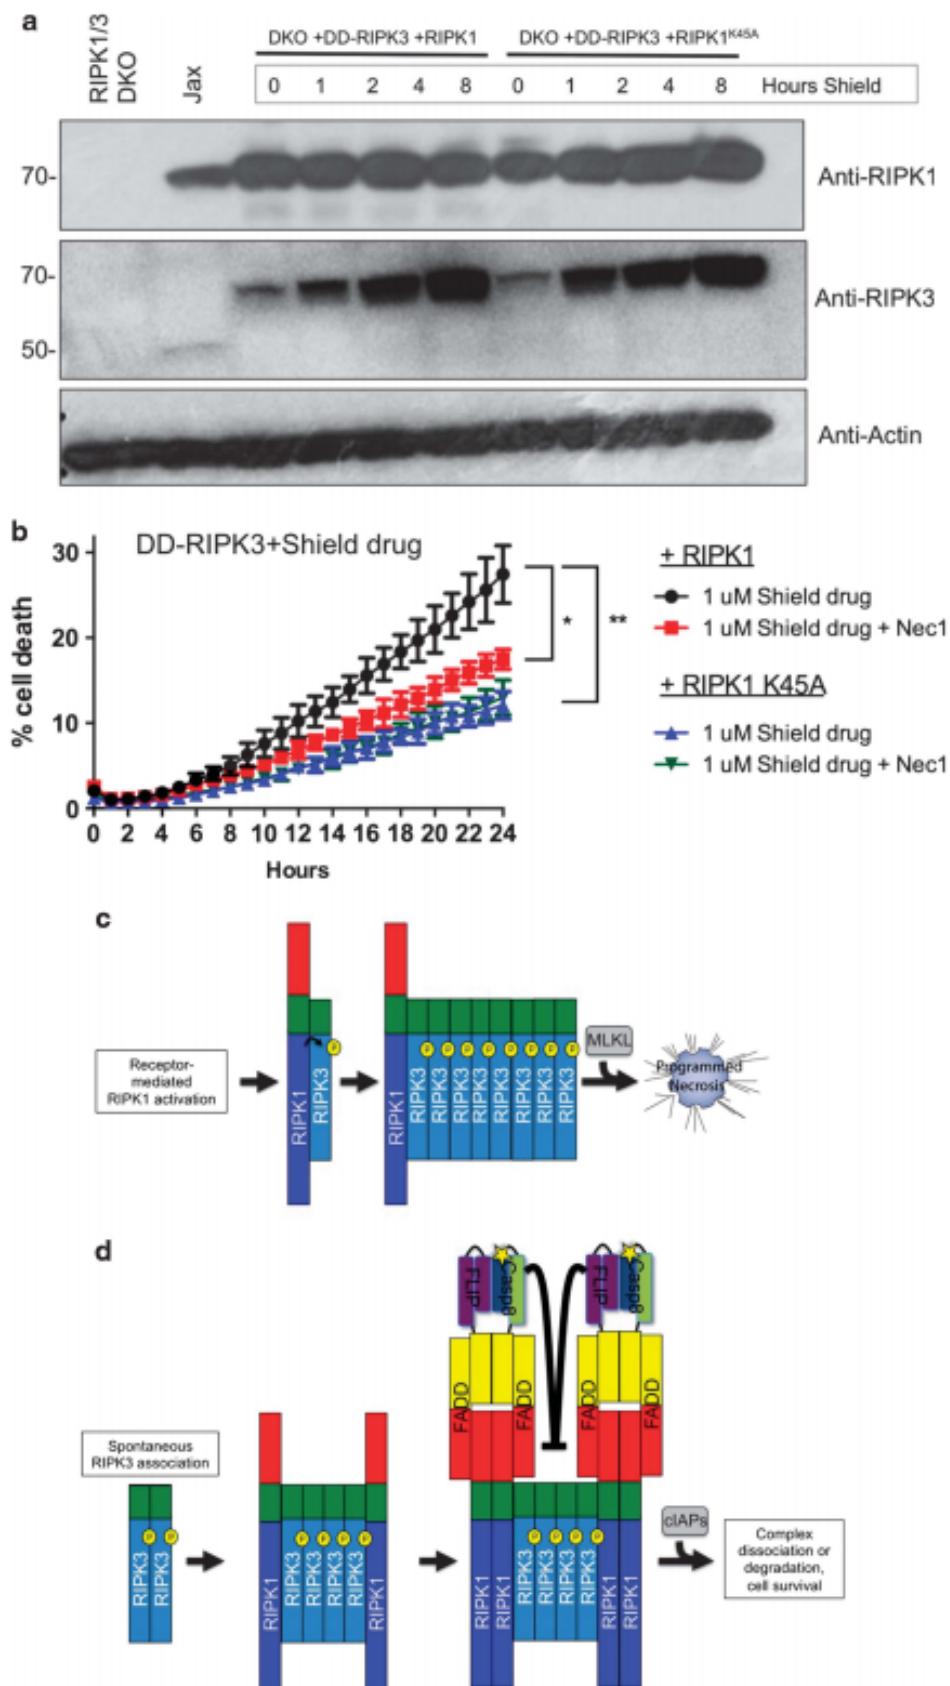 a
RIPK1/3
DKO
Jax
DKO +DD-RIPK3 +RIPK1
DKO +DD-RIPK3 +RIPK1K45A
0 1 2 4 8 0 1 2 4 8 Hours Shield
70-
Anti-RIPK1
70-
50-
Anti-RIPK3
Anti-Actin
b
DD-RIPK3+Shield drug
% cell death
30
20
10
0
0 2 4 6 8 10 12 14 16 18 20 22 24
Hours
*
**
+ RIPK1
1 uM Shield drug
1 uM Shield drug + Nec1
+ RIPK1 K45A
1 uM Shield drug
1 uM Shield drug + Nec1
c
Receptor-
mediated
RIPK1 activation
RIPK1
RIPK3
P
RIPK1
RIPK3 RIPK3 RIPK3 RIPK3 RIPK3 RIPK3 RIPK3 RIPK3
P P P P P P P P
MLKL
Programmed
Necrosis
d
Spontaneous
RIPK3 association
RIPK3 RIPK3
P P
RIPK1
RIPK3 RIPK3 RIPK3 RIPK3
P P P P
RIPK1
FLIP Casp8
FLIP Casp8
FADD FADD
FADD FADD
RIPK1 RIPK1
RIPK3 RIPK3 RIPK3 RIPK3
P P P P
RIPK1 RIPK1
cIAPs
Complex
dissociation or
degradation,
cell survival